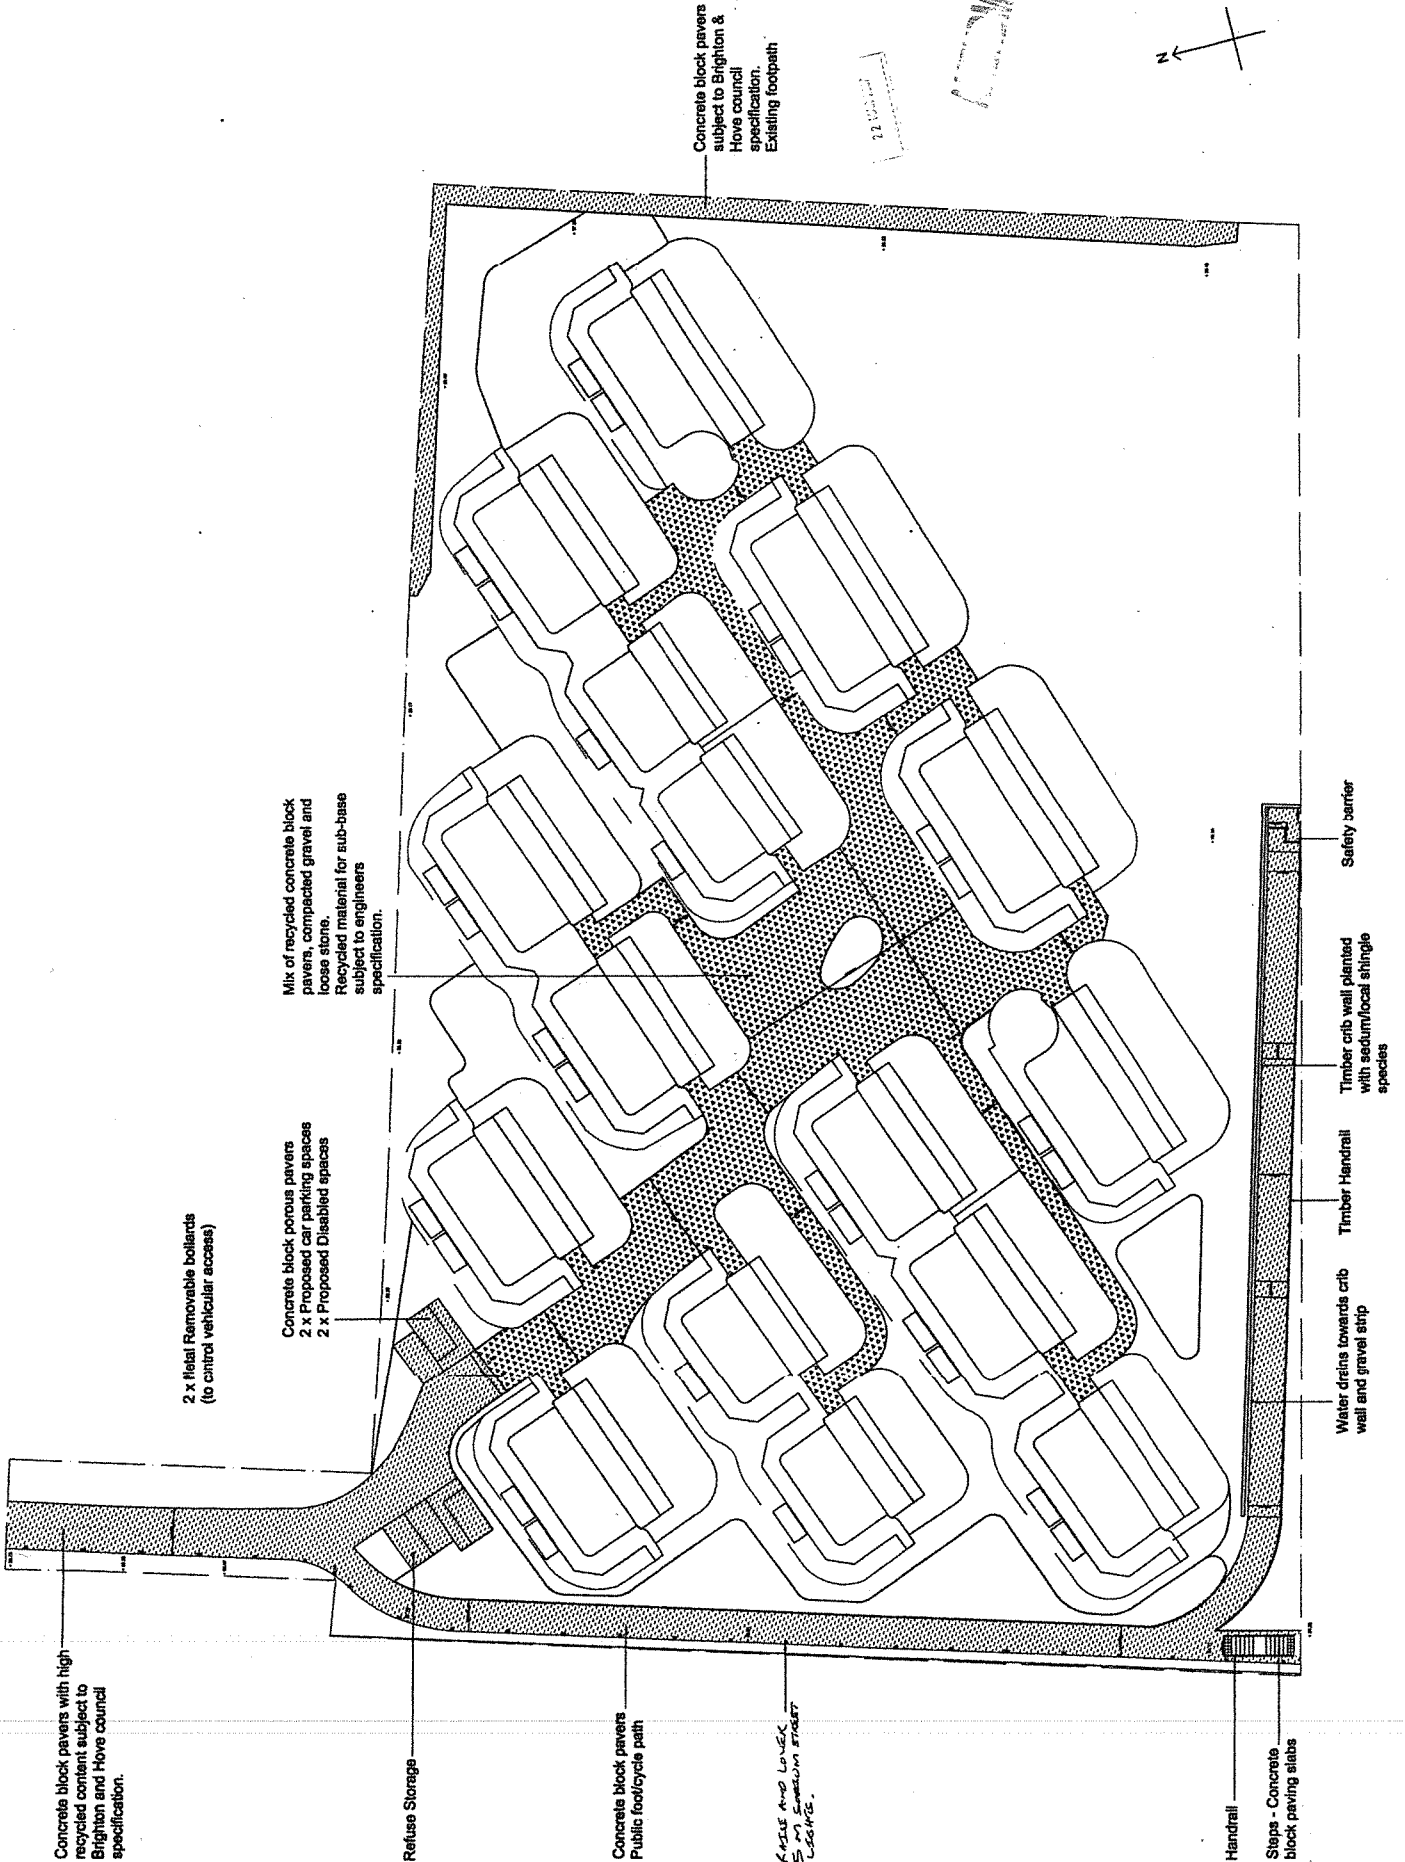 Concrete block pavers with high
recycled content subject to
Brighton and Hove council
specification.
Refuse Storage
Concrete block pavers
Public foot/cycle path
RAISE AND LOWER
5 M
STREET
LIGHTS.
Handrail
Steps - Concrete
block paving slabs
2 x Metal Removable bollards
(to cintrol vehicular access)
Concrete block porous pavers
2 x Proposed car parking spaces
2 x Proposed Disabled spaces
Mix of recycled concrete block
pavers, compacted gravel and
loose stone.
Recycled material for sub-base
subject to engineers
specification.
Water drains towards crib
wall and gravel strip
Timber Handrail
Timber crib wall planted
with sedum/local shingle
species
Safety barrier
Concrete block pavers
subject to Brighton &
Hove council
specification.
Existing footpath
N